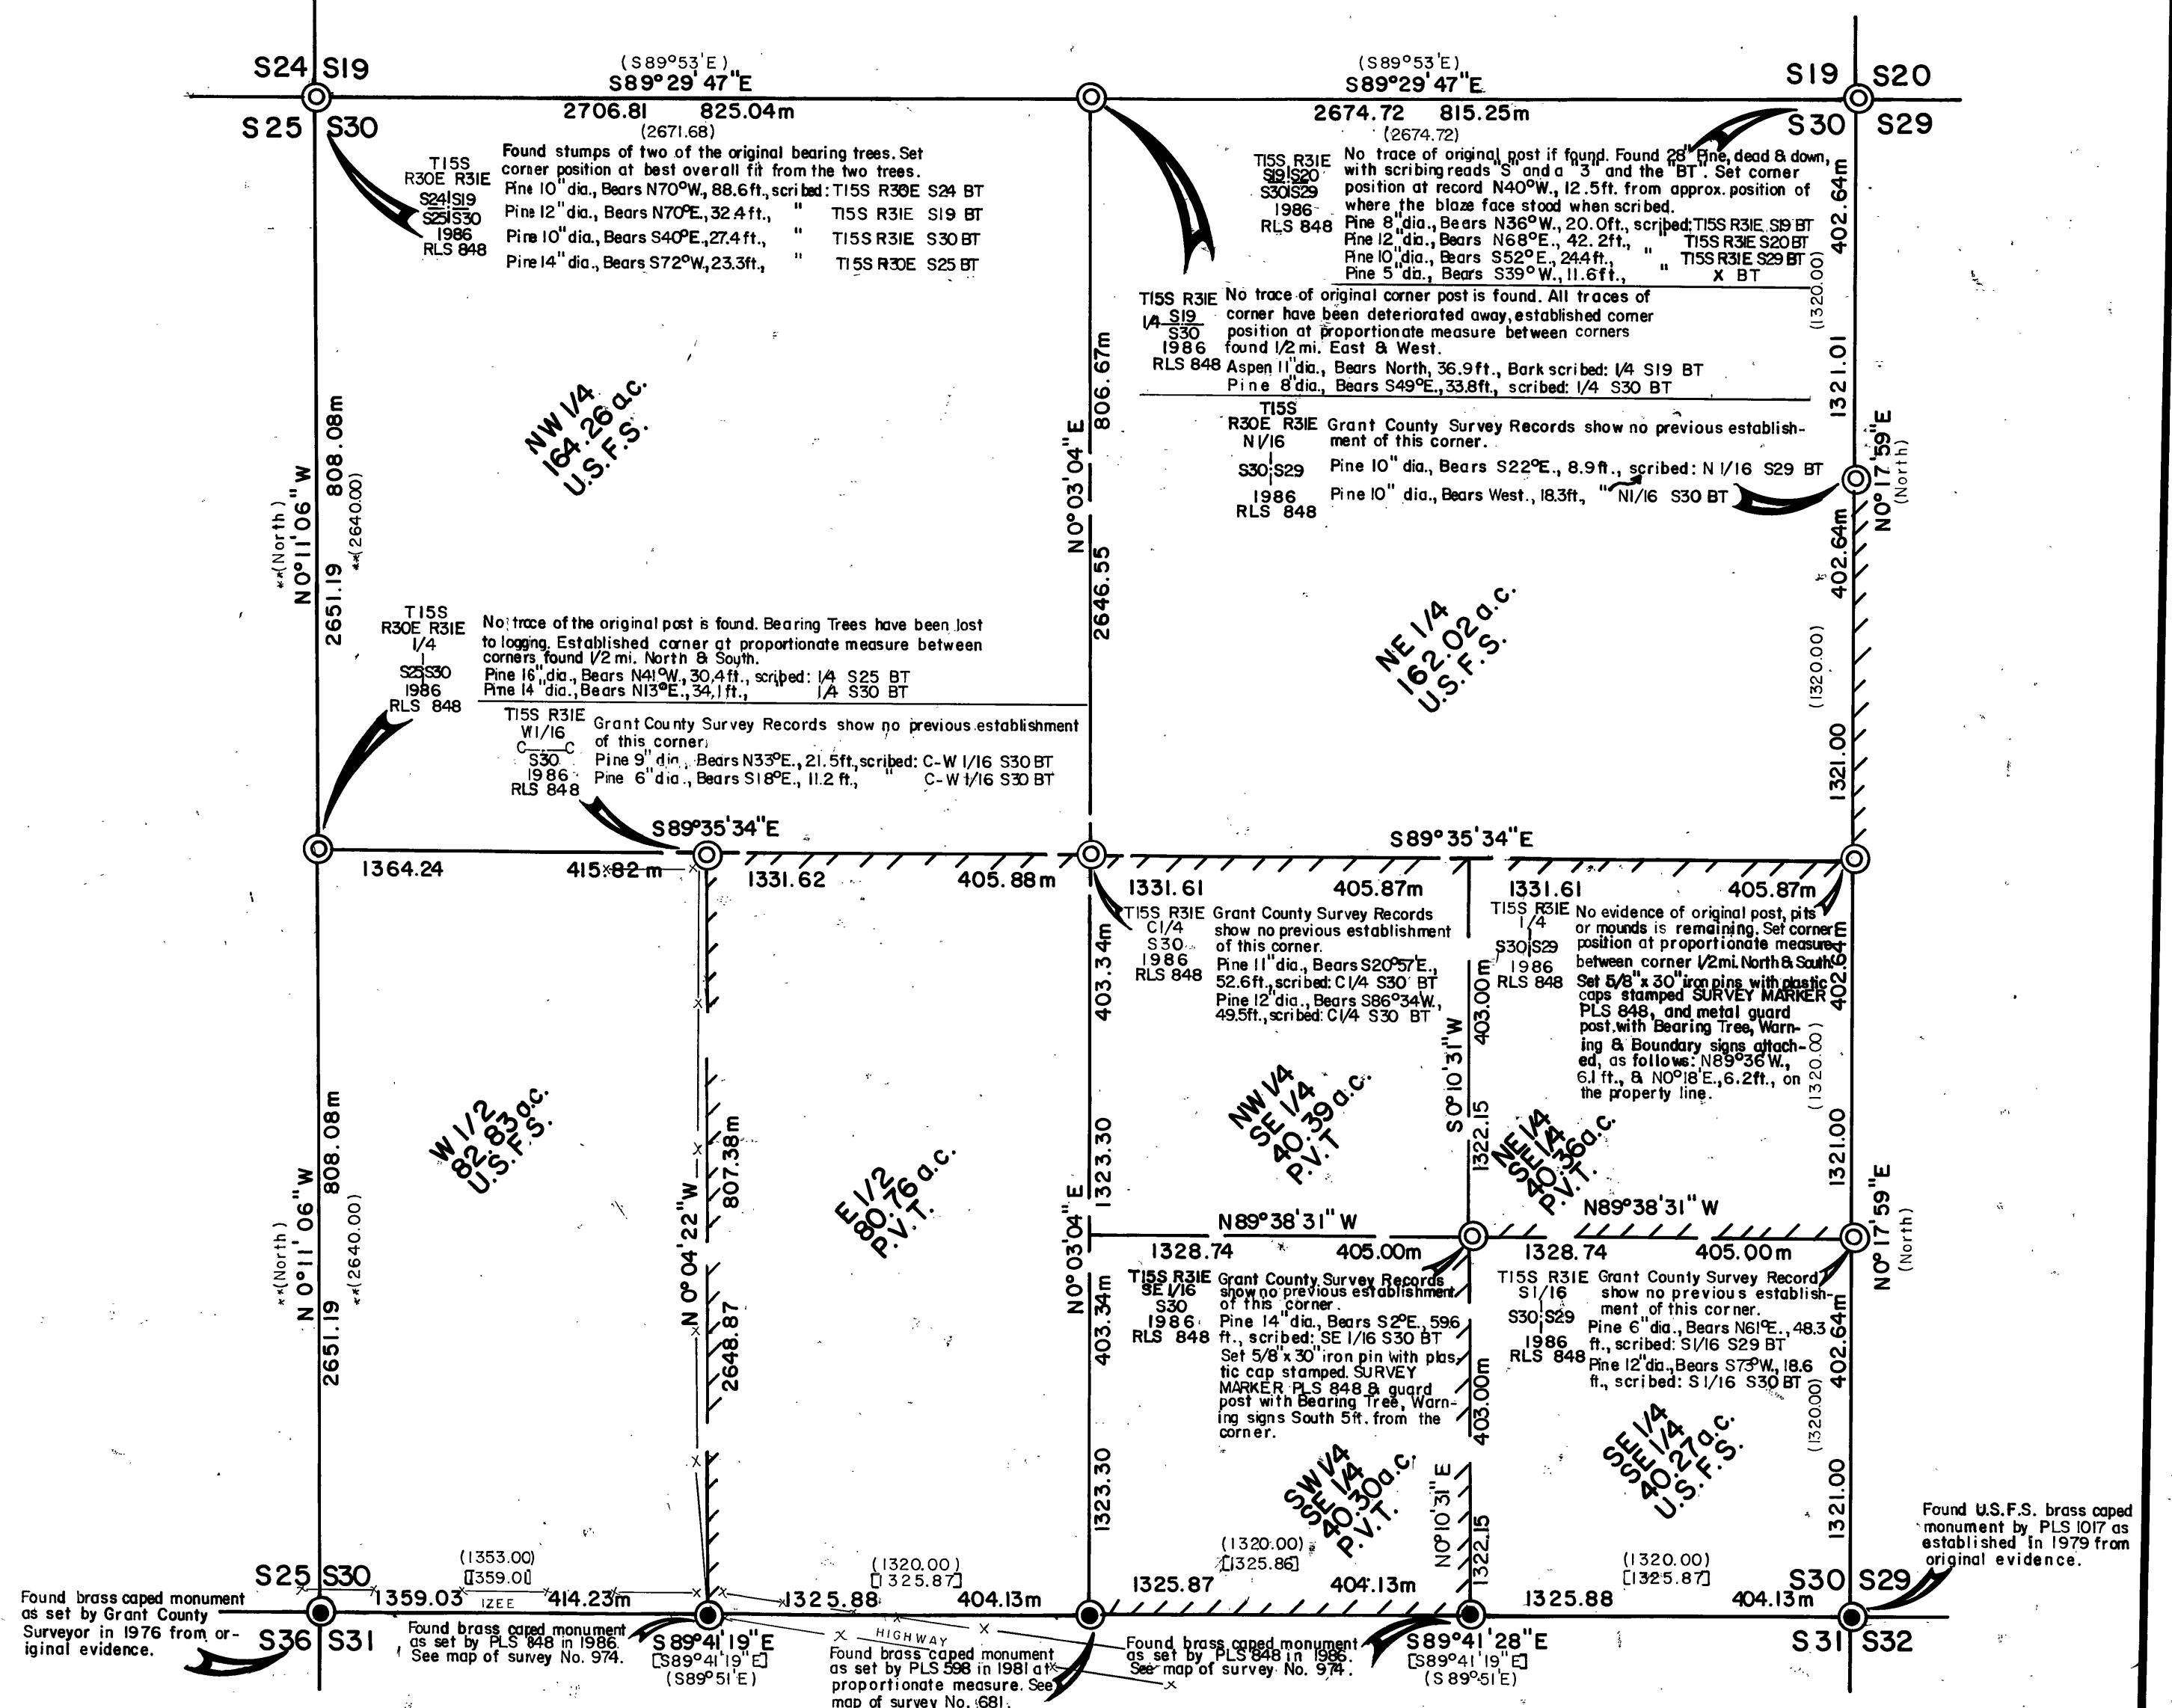 S24 S19
(S89°53'E)
S89°29'47"E
(S89°53'E)
S89°29'47"E
S19 S20
2706.81 825.04m
(2671.68)
2674.72 815.25m
(2674.72)
S25 S30
S30 S29
T15S
R30E R31E
S24 S19
S25 S30
1986
RLS 848
Found stumps of two of the original bearing trees. Set
corner position at best overall fit from the two trees.
Pine 10" dia., Bears N70°W., 88.6ft., scribed: T15S R30E S24 BT
Pine 12" dia., Bears N70°E., 32.4ft., " T15S R31E S19 BT
Pine 10" dia., Bears S40°E., 27.4ft., " T15S R31E S30 BT
Pine 14" dia., Bears S72°W., 23.3ft., " T15S R30E S25 BT
T15S R31E
S19 S20
S30 S29
1986
RLS 848
No trace of original post if found. Found 28" Pine, dead & down,
with scribing reads "S" and a "3" and the "BT". Set corner
position at record N40°W., 12.5ft. from approx. position of
where the blaze face stood when scribed.
Pine 8" dia., Bears N36°W., 20.0ft., scribed: T15S R31E S19 BT
Pine 12" dia., Bears N68°E., 42.2ft., " T15S R31E S20 BT
Pine 10" dia., Bears S52°E., 24.4ft., " T15S R31E S29 BT
Pine 5" dia., Bears S39°W., 11.6ft., " X BT
T15S R31E
1/4 S19
S30
1986
RLS 848
No trace of original corner post is found. All traces of
corner have been deteriorated away, established corner
position at proportionate measure between corners
found 1/2 mi. East & West.
Aspen 11" dia., Bears North, 36.9ft., Bark scribed: 1/4 S19 BT
Pine 8" dia., Bears S49°E., 33.8ft., scribed: 1/4 S30 BT
T15S
R30E R31E
N1/16
S30 S29
1986
RLS 848
Grant County Survey Records show no previous establish-
ment of this corner.
Pine 10" dia., Bears S22°E., 8.9ft., scribed: N 1/16 S29 BT
Pine 10" dia., Bears West., 18.3ft., " N1/16 S30 BT
402.64m
(1320.00)
1321.01
N0°17'59"E
(North)
402.64m
(1320.00)
1321.00
NW 1/4
164.26 a.c.
U.S.F.S.
808.08m
**(North)
N0°11'06"W
**(2640.00)
2651.19
806.67m
N0°03'04"E
2646.55
NE 1/4
162.02 a.c.
U.S.F.S.
T15S
R30E R31E
1/4
S25 S30
1986
RLS 848
No trace of the original post is found. Bearing Trees have been lost
to logging. Established corner at proportionate measure between
corners found 1/2 mi. North & South.
Pine 16" dia., Bears N41°W., 30.4ft., scribed: 1/4 S25 BT
Pine 14" dia., Bears N13°E., 34.1ft., " 1/4 S30 BT
T15S R31E
W1/16
C C
S30
1986
RLS 848
Grant County Survey Records show no previous establishment
of this corner.
Pine 9" dia., Bears N33°E., 21.5ft., scribed: C-W 1/16 S30 BT
Pine 6" dia., Bears S18°E., 11.2 ft., " C-W 1/16 S30 BT
S89°35'34"E
S89°35'34"E
1364.24 415.82 m
1331.62 405.88m
1331.61 405.87m
1331.61 405.87m
T15S R31E
C1/4
S30
1986
RLS 848
Grant County Survey Records
show no previous establishment
of this corner.
Pine 11" dia., Bears S20°57'E.,
52.6ft., scribed: C1/4 S30 BT
Pine 12" dia., Bears S86°34'W.,
49.5ft., scribed: C1/4 S30 BT
T15S R31E
1/4
S30 S29
1986
RLS 848
No evidence of original post, pits
or mounds is remaining. Set corner
position at proportionate measure
between corner 1/2mi. North & South.
Set 5/8" x 30" iron pins with plastic
caps stamped SURVEY MARKER
PLS 848, and metal guard
post, with Bearing Tree, Warn-
ing & Boundary signs attach-
ed, as follows: N89°36'W.,
6.1 ft., & N0°18'E., 6.2ft., on
the property line.
403.34m
1323.30
403.00m
S0°10'31"W
1322.15
402.64m
(1320.00)
1321.00
W 1/2
82.83 a.c.
U.S.F.S.
E 1/2
80.76 a.c.
P.V.T.
NW 1/4
SE 1/4
40.39 a.c.
P.V.T
NE 1/4
SE 1/4
40.36 a.c.
P.V.T.
808.08m
**(North)
N0°11'06"W
**(2640.00)
2651.19
807.38m
N0°04'22"W
2648.87
N0°03'04"E
N89°38'31"W
N89°38'31"W
1328.74 405.00m
1328.74 405.00m
N0°17'59"E
(North)
T15S R31E
SE 1/16
S30
1986
RLS 848
Grant County Survey Records
show no previous establishment
of this corner.
Pine 14" dia., Bears S2°E., 59.6
ft., scribed: SE 1/16 S30 BT
Set 5/8" x 30" iron pin with plas-
tic cap stamped. SURVEY
MARKER PLS 848 & guard
post with Bearing Tree, Warn-
ing signs South 5ft. from the
corner.
T15S R31E
S1/16
S30 S29
1986
RLS 848
Grant County Survey Record
show no previous establish-
ment of this corner.
Pine 6" dia., Bears N61°E., 48.3
ft., scribed: S1/16 S29 BT
Pine 12" dia., Bears S73°W., 18.6
ft., scribed: S1/16 S30 BT
403.34m
1323.30
403.00m
N0°10'31"E
1322.15
402.64m
(1320.00)
1321.00
SW 1/4
SE 1/4
40.30 a.c.
P.V.T.
SE 1/4
SE 1/4
40.27 a.c.
U.S.F.S.
Found U.S.F.S. brass caped
monument by PLS 1017 as
established in 1979 from
original evidence.
S25 S30
(1353.00)
[1359.01]
1359.03 IZEE 414.23m
(1320.00)
[1325.87]
1325.88 404.13m
(1320.00)
[1325.86]
1325.87 404.13m
(1320.00)
[1325.87]
1325.88 404.13m
S30 S29
S36 S31
S31 S32
Found brass caped monument
as set by Grant County
Surveyor in 1976 from or-
iginal evidence.
Found brass caped monument
as set by PLS 848 in 1986.
See map of survey No. 974.
S89°41'19"E
[S89°41'19"E]
(S89°51'E)
HIGHWAY
Found brass caped monument
as set by PLS 598 in 1981 at
proportionate measure. See
map of survey No. 681.
Found brass caped monument
as set by PLS 848 in 1986.
See map of survey No. 974.
S89°41'28"E
[S89°41'19"E]
(S89°51'E)